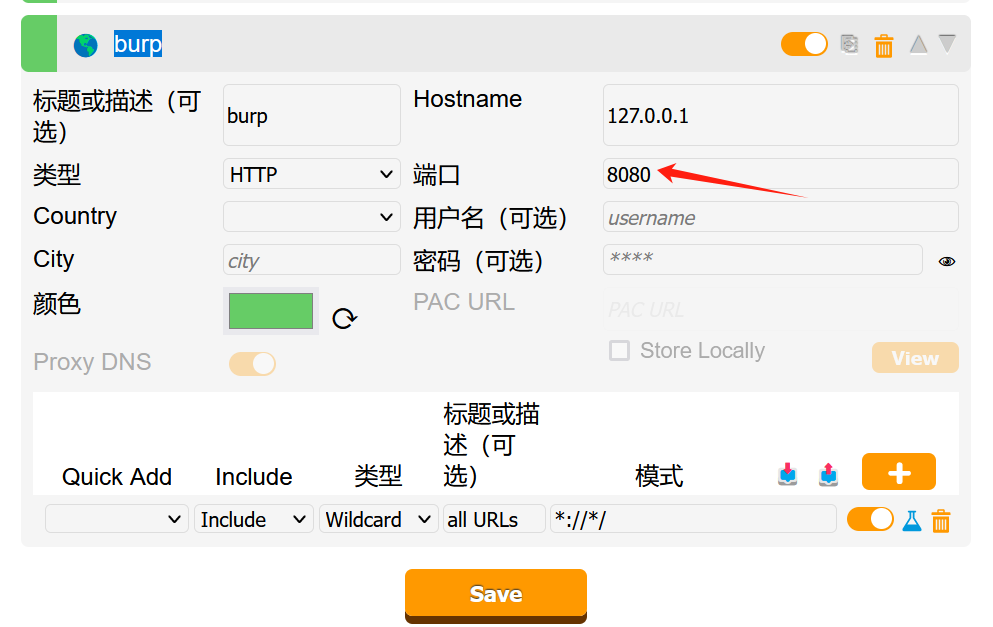 burp
标题或描述（可
选）
burp
Hostname
127.0.0.1
类型
HTTP
端口
8080
Country
用户名（可选）
username
City
city
密码（可选）
****
颜色
PAC URL
PAC URL
Proxy DNS
Store Locally
View
Quick Add
Include
类型
标题或描
述（可
选）
模式
Include
Wildcard
all URLs
*://*/
Save